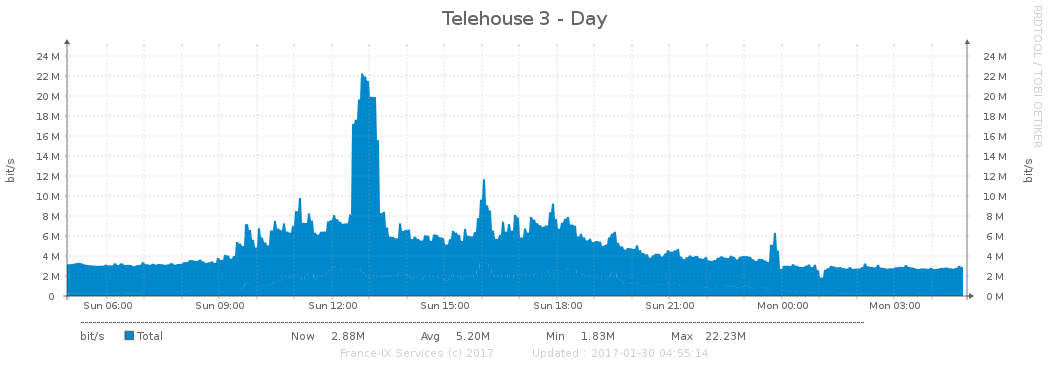 Telehouse 3 - Day
RRDTOOL / TOBI OETIKER
bit/s
24 M 24 M
22 M 22 M
20 M 20 M
18 M 18 M
16 M 16 M
14 M 14 M
12 M 12 M
10 M 10 M
8 M 8 M
6 M 6 M
4 M 4 M
2 M 2 M
0 0 M
bit/s
Sun 06:00 Sun 09:00 Sun 12:00 Sun 15:00 Sun 18:00 Sun 21:00 Mon 00:00 Mon 03:00
bit/s Total Now 2.88M Avg 5.20M Min 1.83M Max 22.23M
France-IX Services (c) 2017 Updated : 2017-01-30 04:55:14